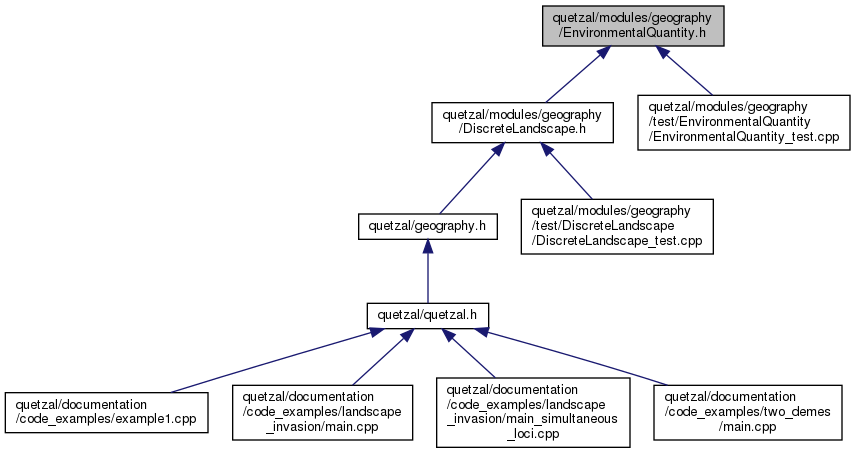 quetzal/modules/geography
/EnvironmentalQuantity.h
quetzal/modules/geography
/DiscreteLandscape.h
quetzal/modules/geography
/test/EnvironmentalQuantity
/EnvironmentalQuantity_test.cpp
quetzal/geography.h
quetzal/modules/geography
/test/DiscreteLandscape
/DiscreteLandscape_test.cpp
quetzal/quetzal.h
quetzal/documentation
/code_examples/example1.cpp
quetzal/documentation
/code_examples/landscape
_invasion/main.cpp
quetzal/documentation
/code_examples/landscape
_invasion/main_simultaneous
_loci.cpp
quetzal/documentation
/code_examples/two_demes
/main.cpp